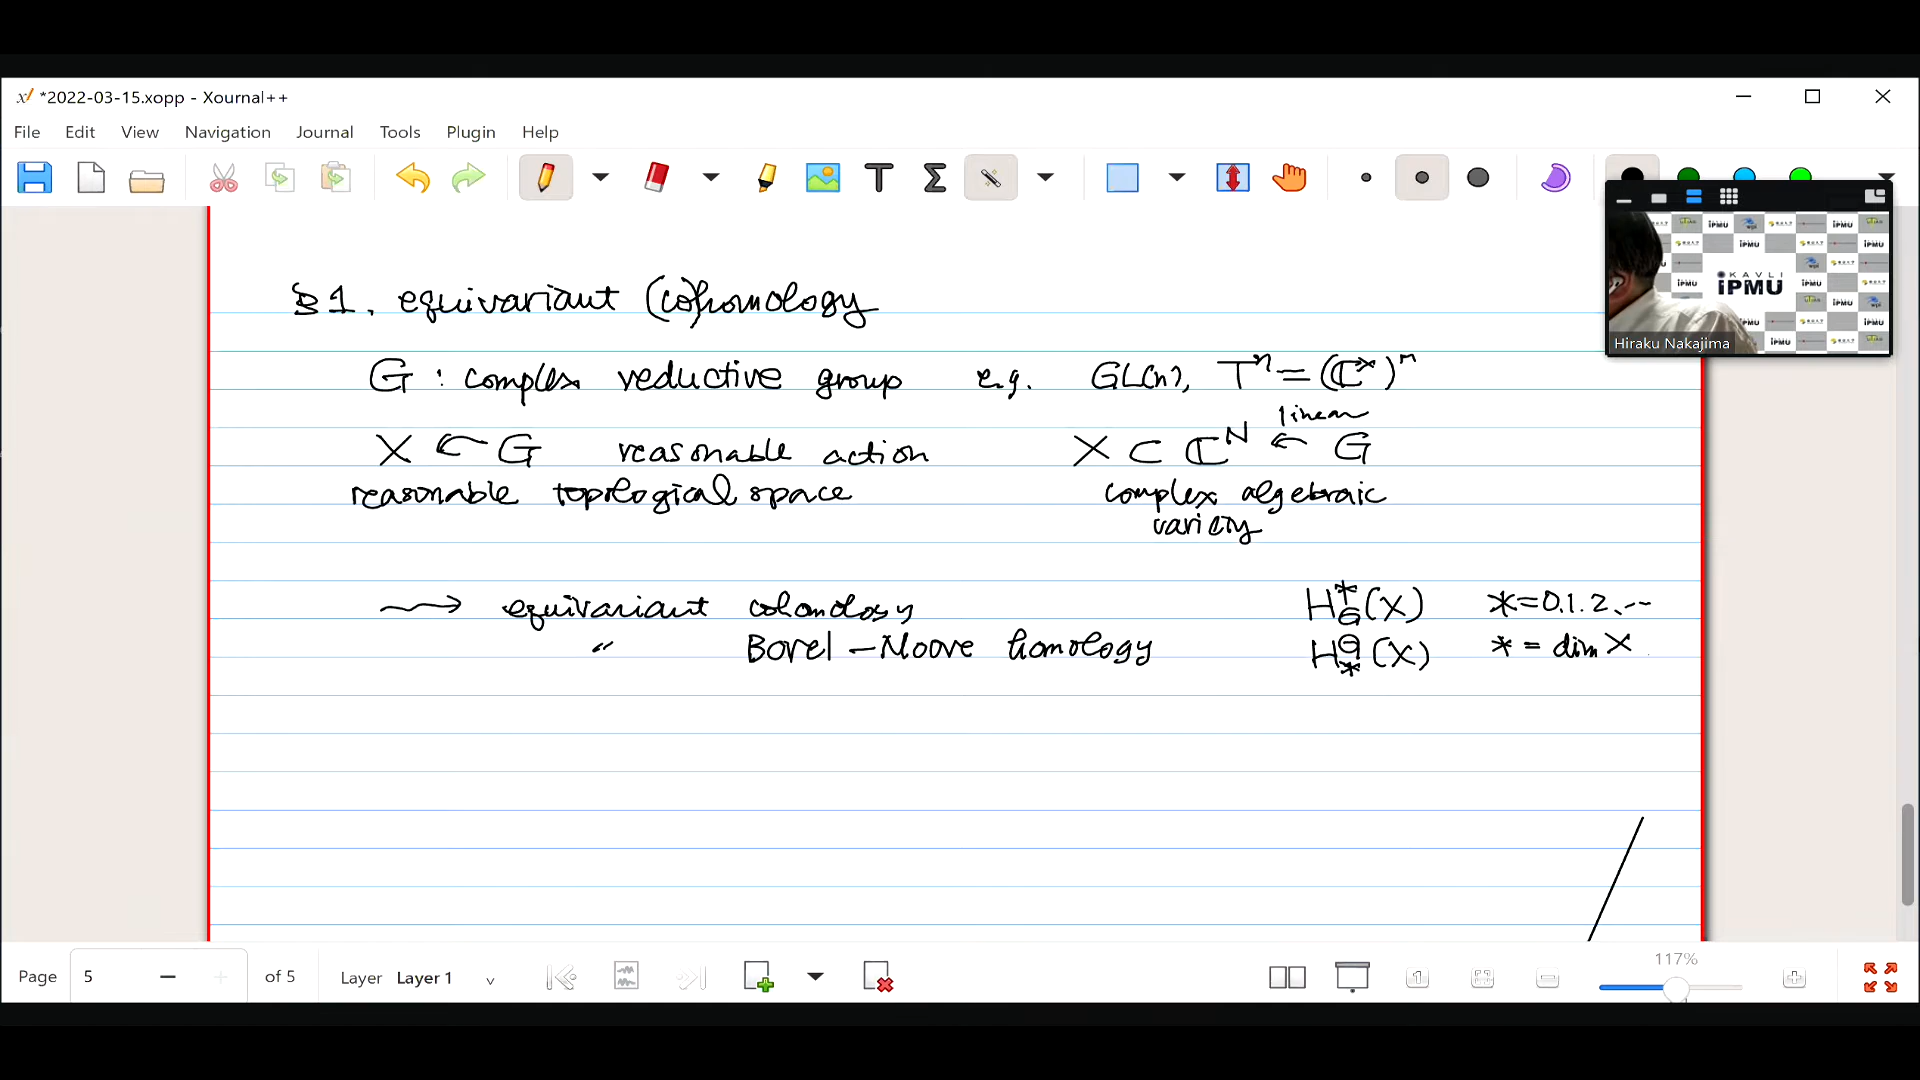 *2022-03-15.xopp - Xournal++
File Edit View Navigation Journal Tools Plugin Help
§1. equivariant (co)homology
G : complex reductive group e.g. GL(n), Tⁿ = (ℂ^×)ⁿ
linear
X ↶ G reasonable action X ⊂ ℂ^N ↶ G
reasonable topological space complex algebraic
variety
⇝ equivariant cohomology H^*_G(X) * = 0.1.2.…
〃 Borel-Moore homology H^G_*(X) * = dim X
KAVLI
IPMU
Hiraku Nakajima
Page 5 of 5 Layer Layer 1 117%